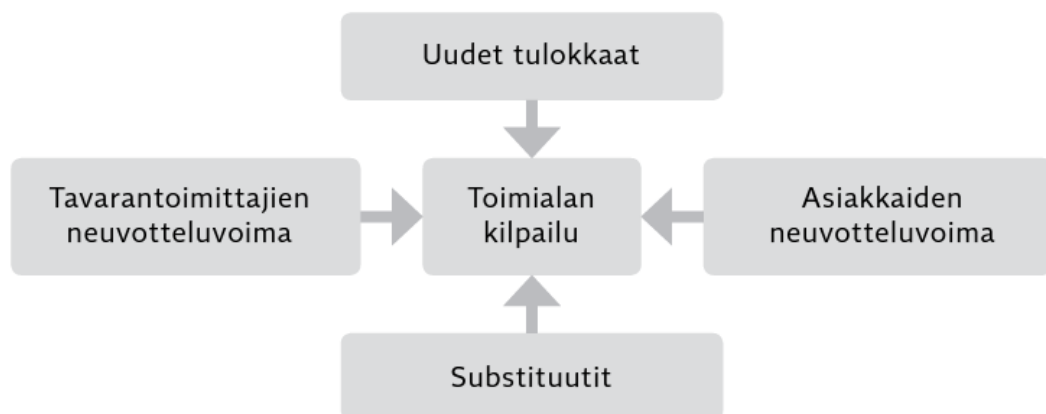 Uudet tulokkaat
Tavarantoimittajien
neuvotteluvoima
Toimialan
kilpailu
Asiakkaiden
neuvotteluvoima
Substituutit